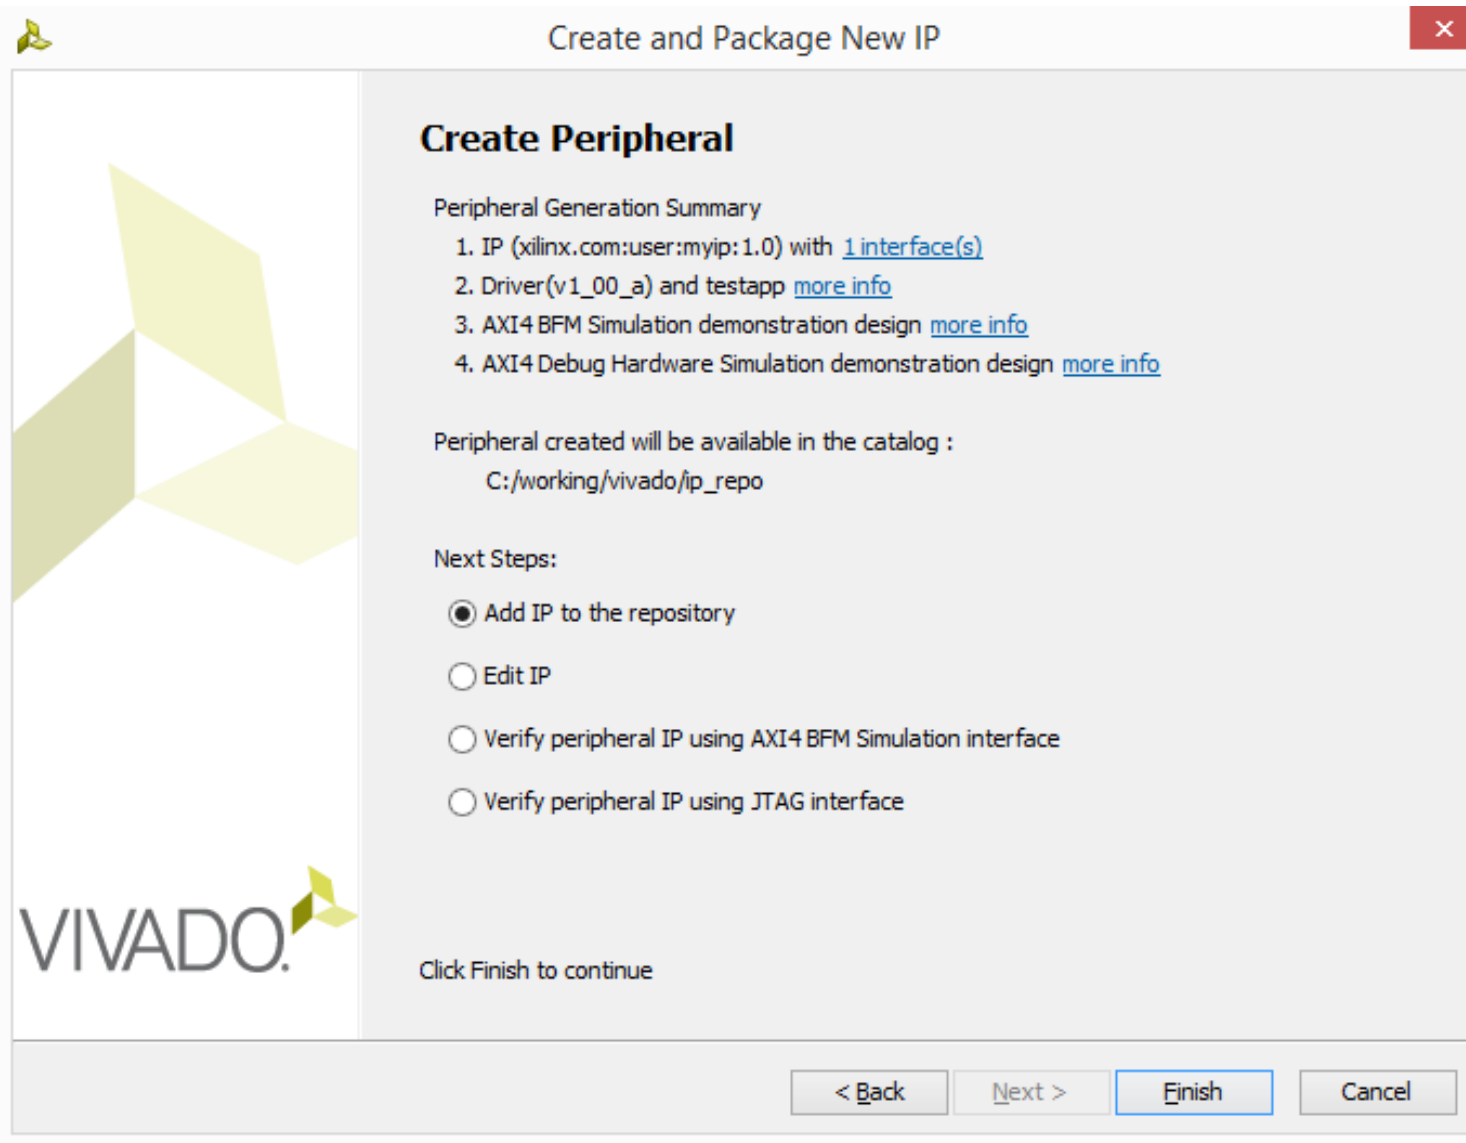 Create and Package New IP
Create Peripheral
Peripheral Generation Summary
1. IP (xilinx.com:user:myip:1.0) with 1 interface(s)
2. Driver(v1_00_a) and testapp more info
3. AXI4 BFM Simulation demonstration design more info
4. AXI4 Debug Hardware Simulation demonstration design more info
Peripheral created will be available in the catalog :
C:/working/vivado/ip_repo
Next Steps:
Add IP to the repository
Edit IP
Verify peripheral IP using AXI4 BFM Simulation interface
Verify peripheral IP using JTAG interface
VIVADO.
Click Finish to continue
< Back Next > Finish Cancel